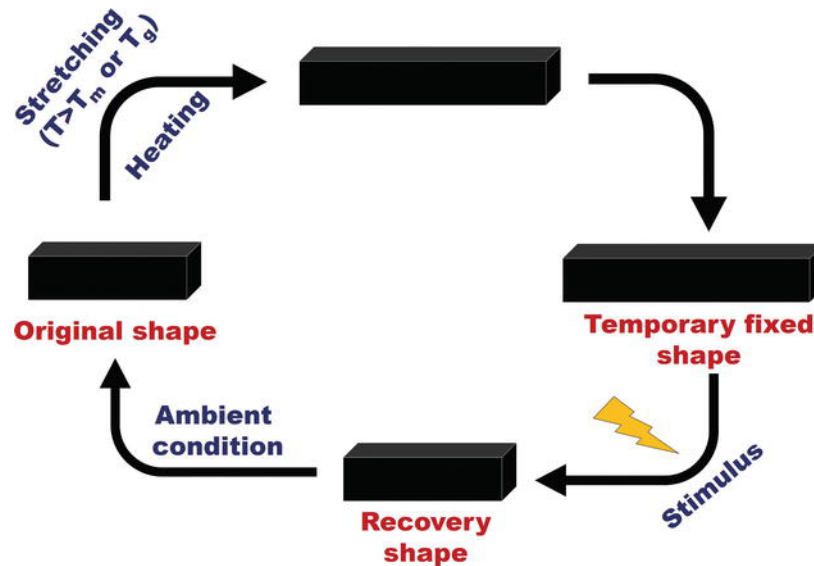 Stretching
(T>Tm or Tg)
Heating
Original shape
Temporary fixed
shape
Stimulus
Recovery
shape
Ambient
condition